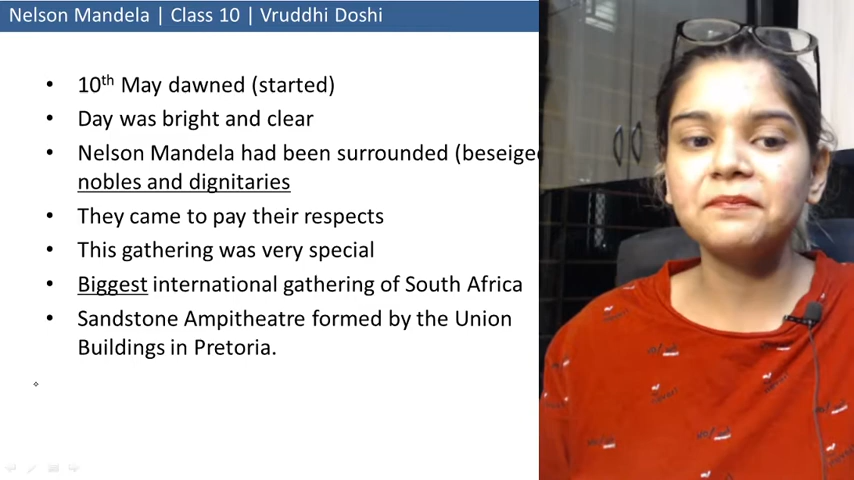 Nelson Mandela | Class 10 | Vruddhi Doshi
• 10th May dawned (started)
• Day was bright and clear
• Nelson Mandela had been surrounded (beseige
nobles and dignitaries
• They came to pay their respects
• This gathering was very special
• Biggest international gathering of South Africa
• Sandstone Ampitheatre formed by the Union
Buildings in Pretoria.